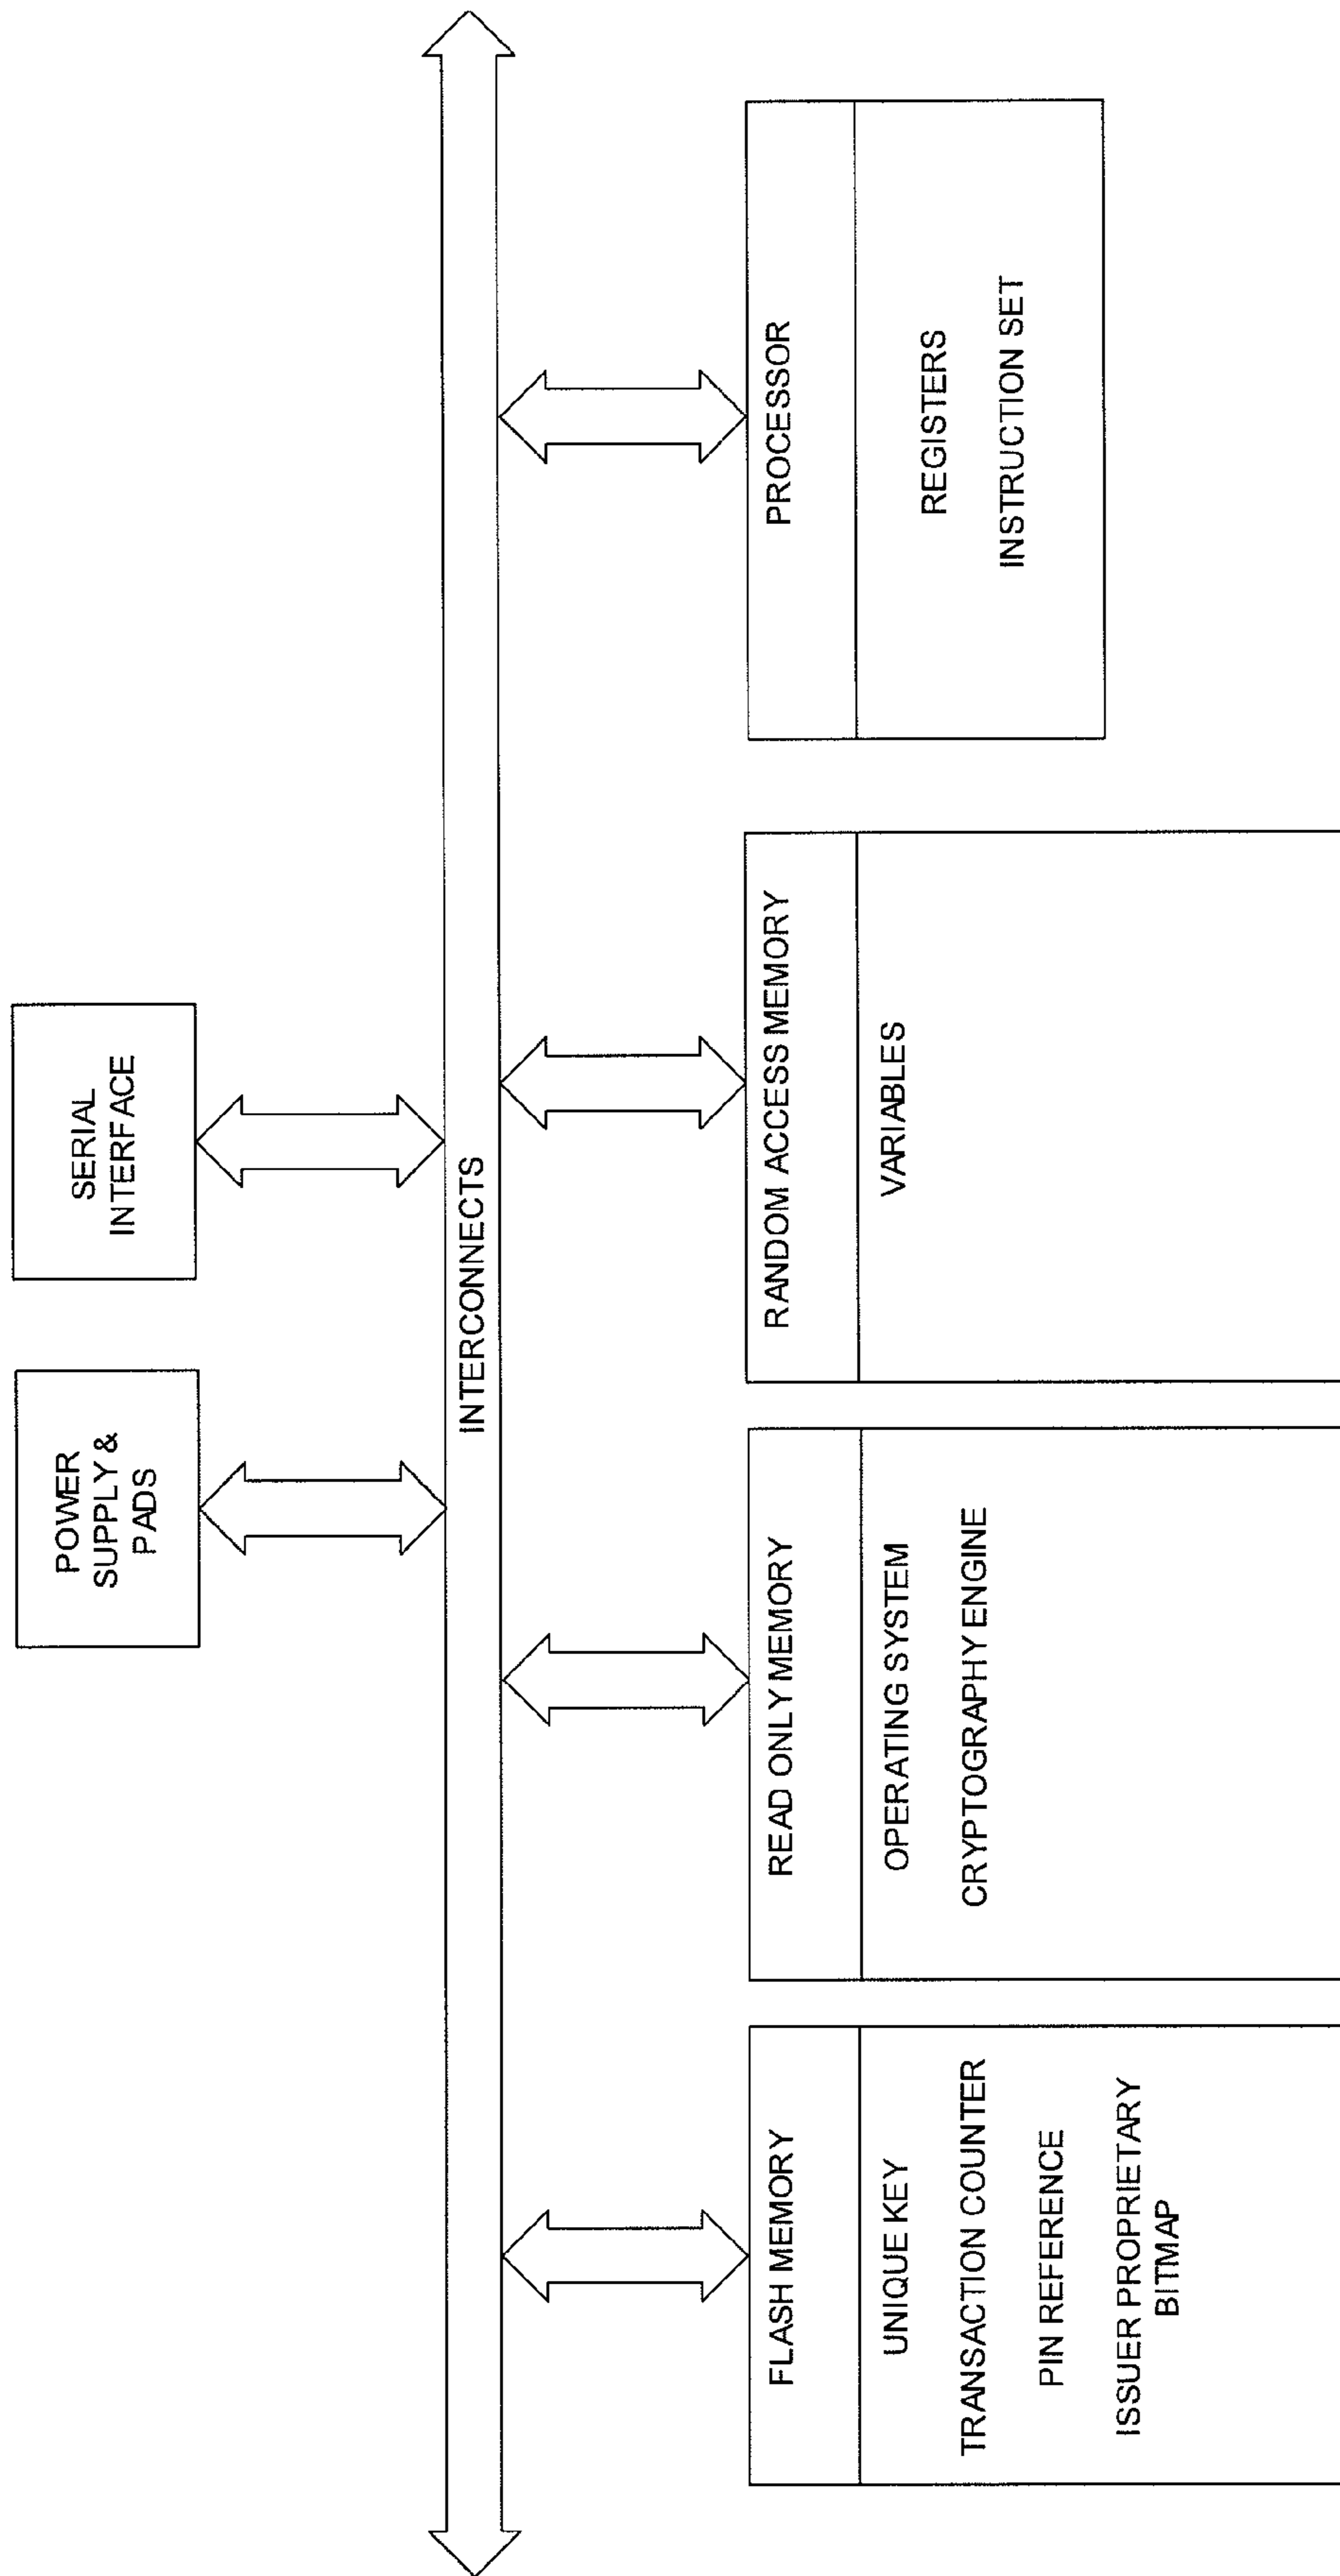 POWER
SUPPLY &
PADS
SERIAL
INTERFACE
INTERCONNECTS
FLASH MEMORY
UNIQUE KEY
TRANSACTION COUNTER
PIN REFERENCE
ISSUER PROPRIETARY
BITMAP
READ ONLY MEMORY
OPERATING SYSTEM
CRYPTOGRAPHY ENGINE
RANDOM ACCESS MEMORY
VARIABLES
PROCESSOR
REGISTERS
INSTRUCTION SET